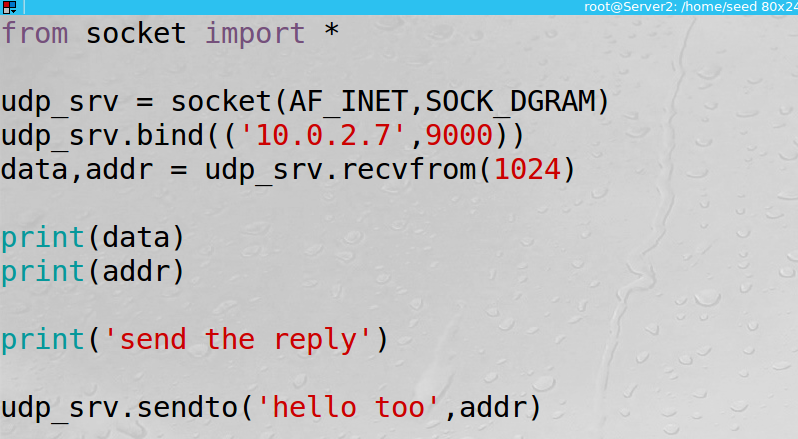 root@Server2: /home/seed 80x24
from socket import *
udp_srv = socket(AF_INET,SOCK_DGRAM)
udp_srv.bind(('10.0.2.7',9000))
data,addr = udp_srv.recvfrom(1024)
print(data)
print(addr)
print('send the reply')
udp_srv.sendto('hello too',addr)